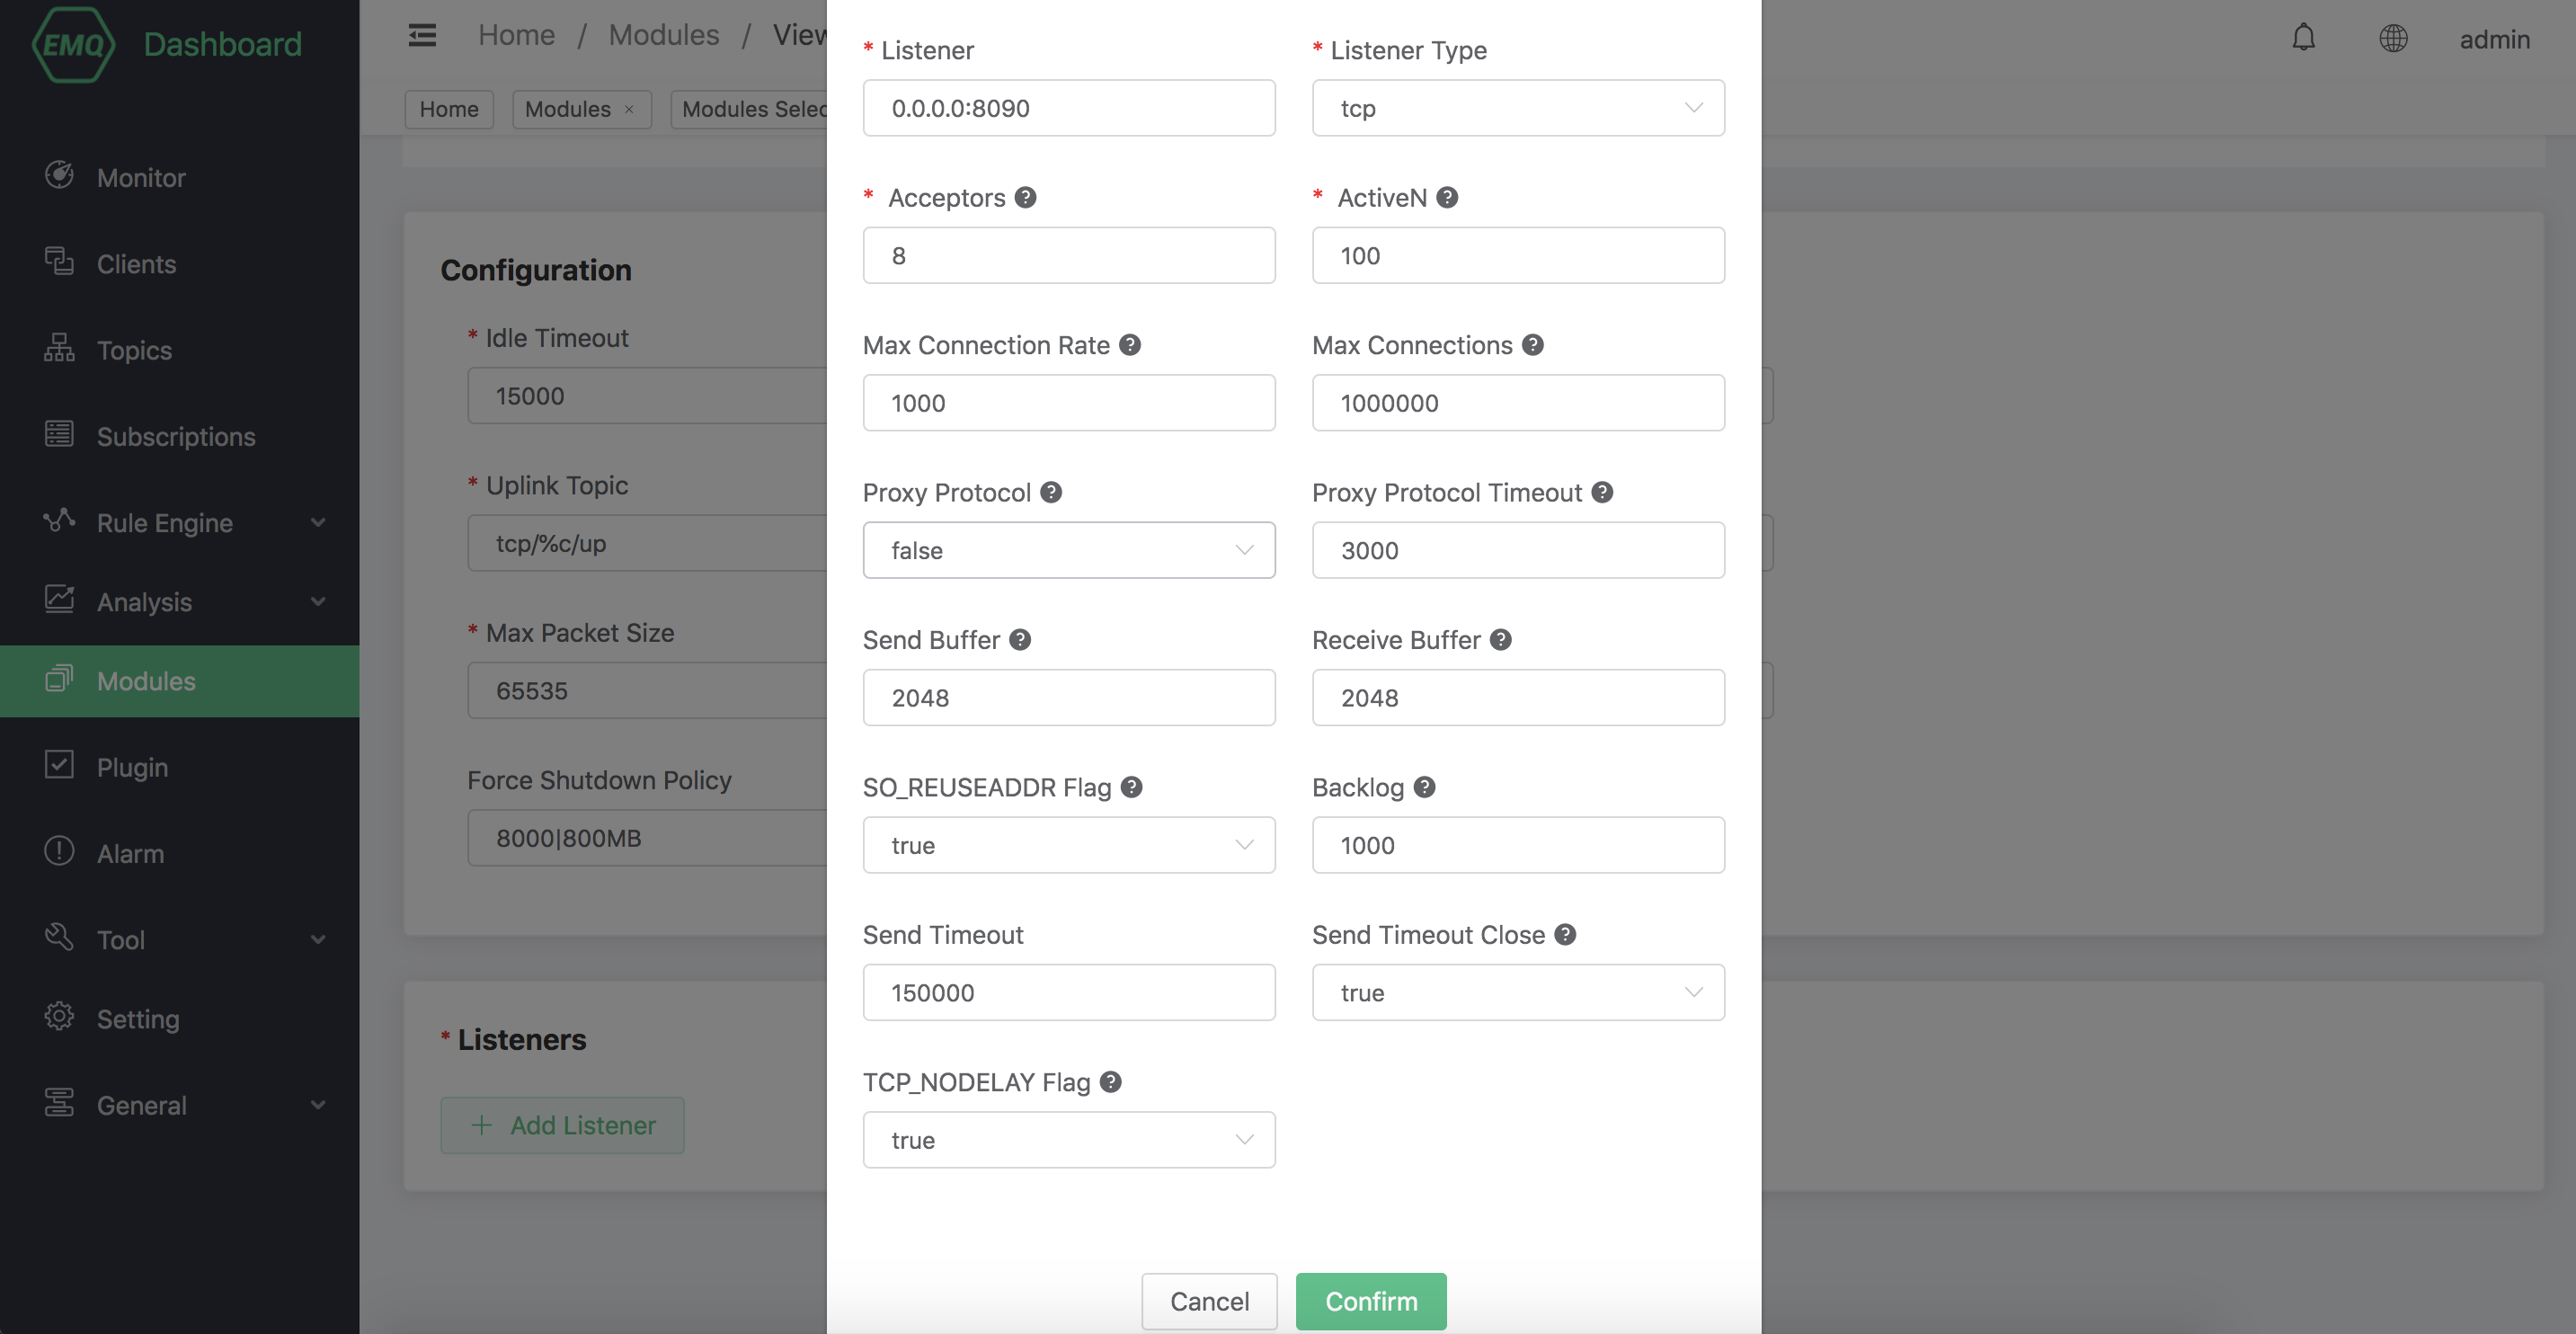 EMQ Dashboard
Monitor
Clients
Topics
Subscriptions
Rule Engine
Analysis
Modules
Plugin
Alarm
Tool
Setting
General
Home / Modules / View
admin
Home
Modules ×
Modules Selec
Configuration
* Idle Timeout
15000
* Uplink Topic
tcp/%c/up
* Max Packet Size
65535
Force Shutdown Policy
8000|800MB
* Listeners
+ Add Listener
* Listener
0.0.0.0:8090
* Listener Type
tcp
* Acceptors ?
8
* ActiveN ?
100
Max Connection Rate ?
1000
Max Connections ?
1000000
Proxy Protocol ?
false
Proxy Protocol Timeout ?
3000
Send Buffer ?
2048
Receive Buffer ?
2048
SO_REUSEADDR Flag ?
true
Backlog ?
1000
Send Timeout
150000
Send Timeout Close ?
true
TCP_NODELAY Flag ?
true
Cancel
Confirm